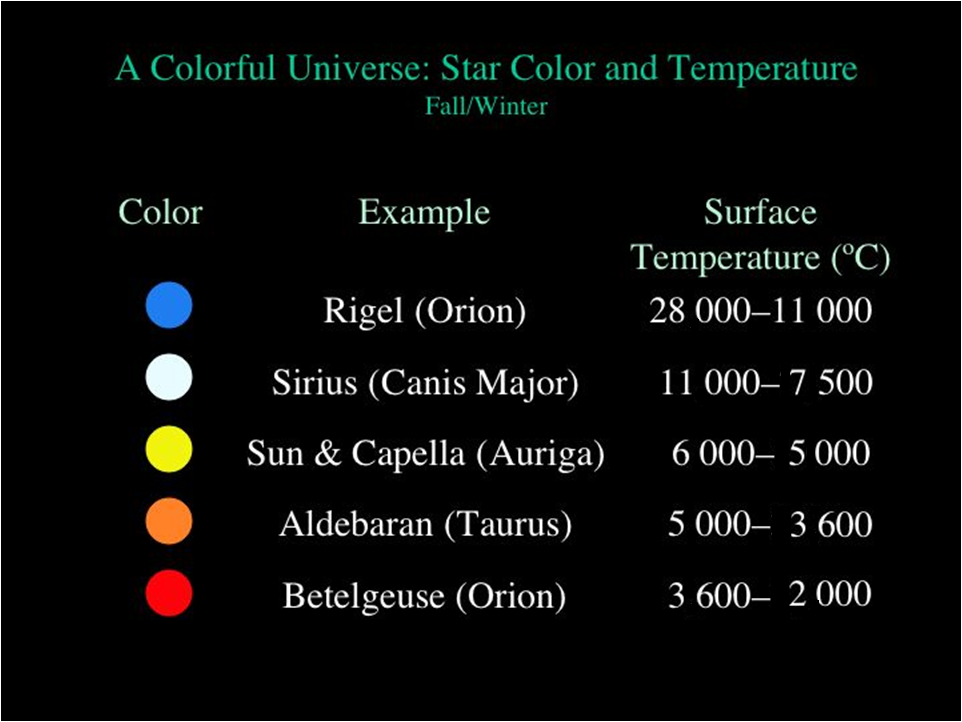 A Colorful Universe: Star Color and Temperature
Fall/Winter
Color Example Surface
Temperature (ºC)
Rigel (Orion) 28 000–11 000
Sirius (Canis Major) 11 000– 7 500
Sun & Capella (Auriga) 6 000– 5 000
Aldebaran (Taurus) 5 000– 3 600
Betelgeuse (Orion) 3 600– 2 000